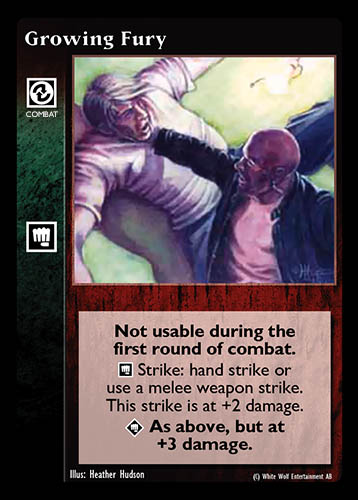 Growing Fury
COMBAT
Not usable during the
first round of combat.
Strike: hand strike or
use a melee weapon strike.
This strike is at +2 damage.
As above, but at
+3 damage.
Illus: Heather Hudson
(C) White Wolf Entertainment AB